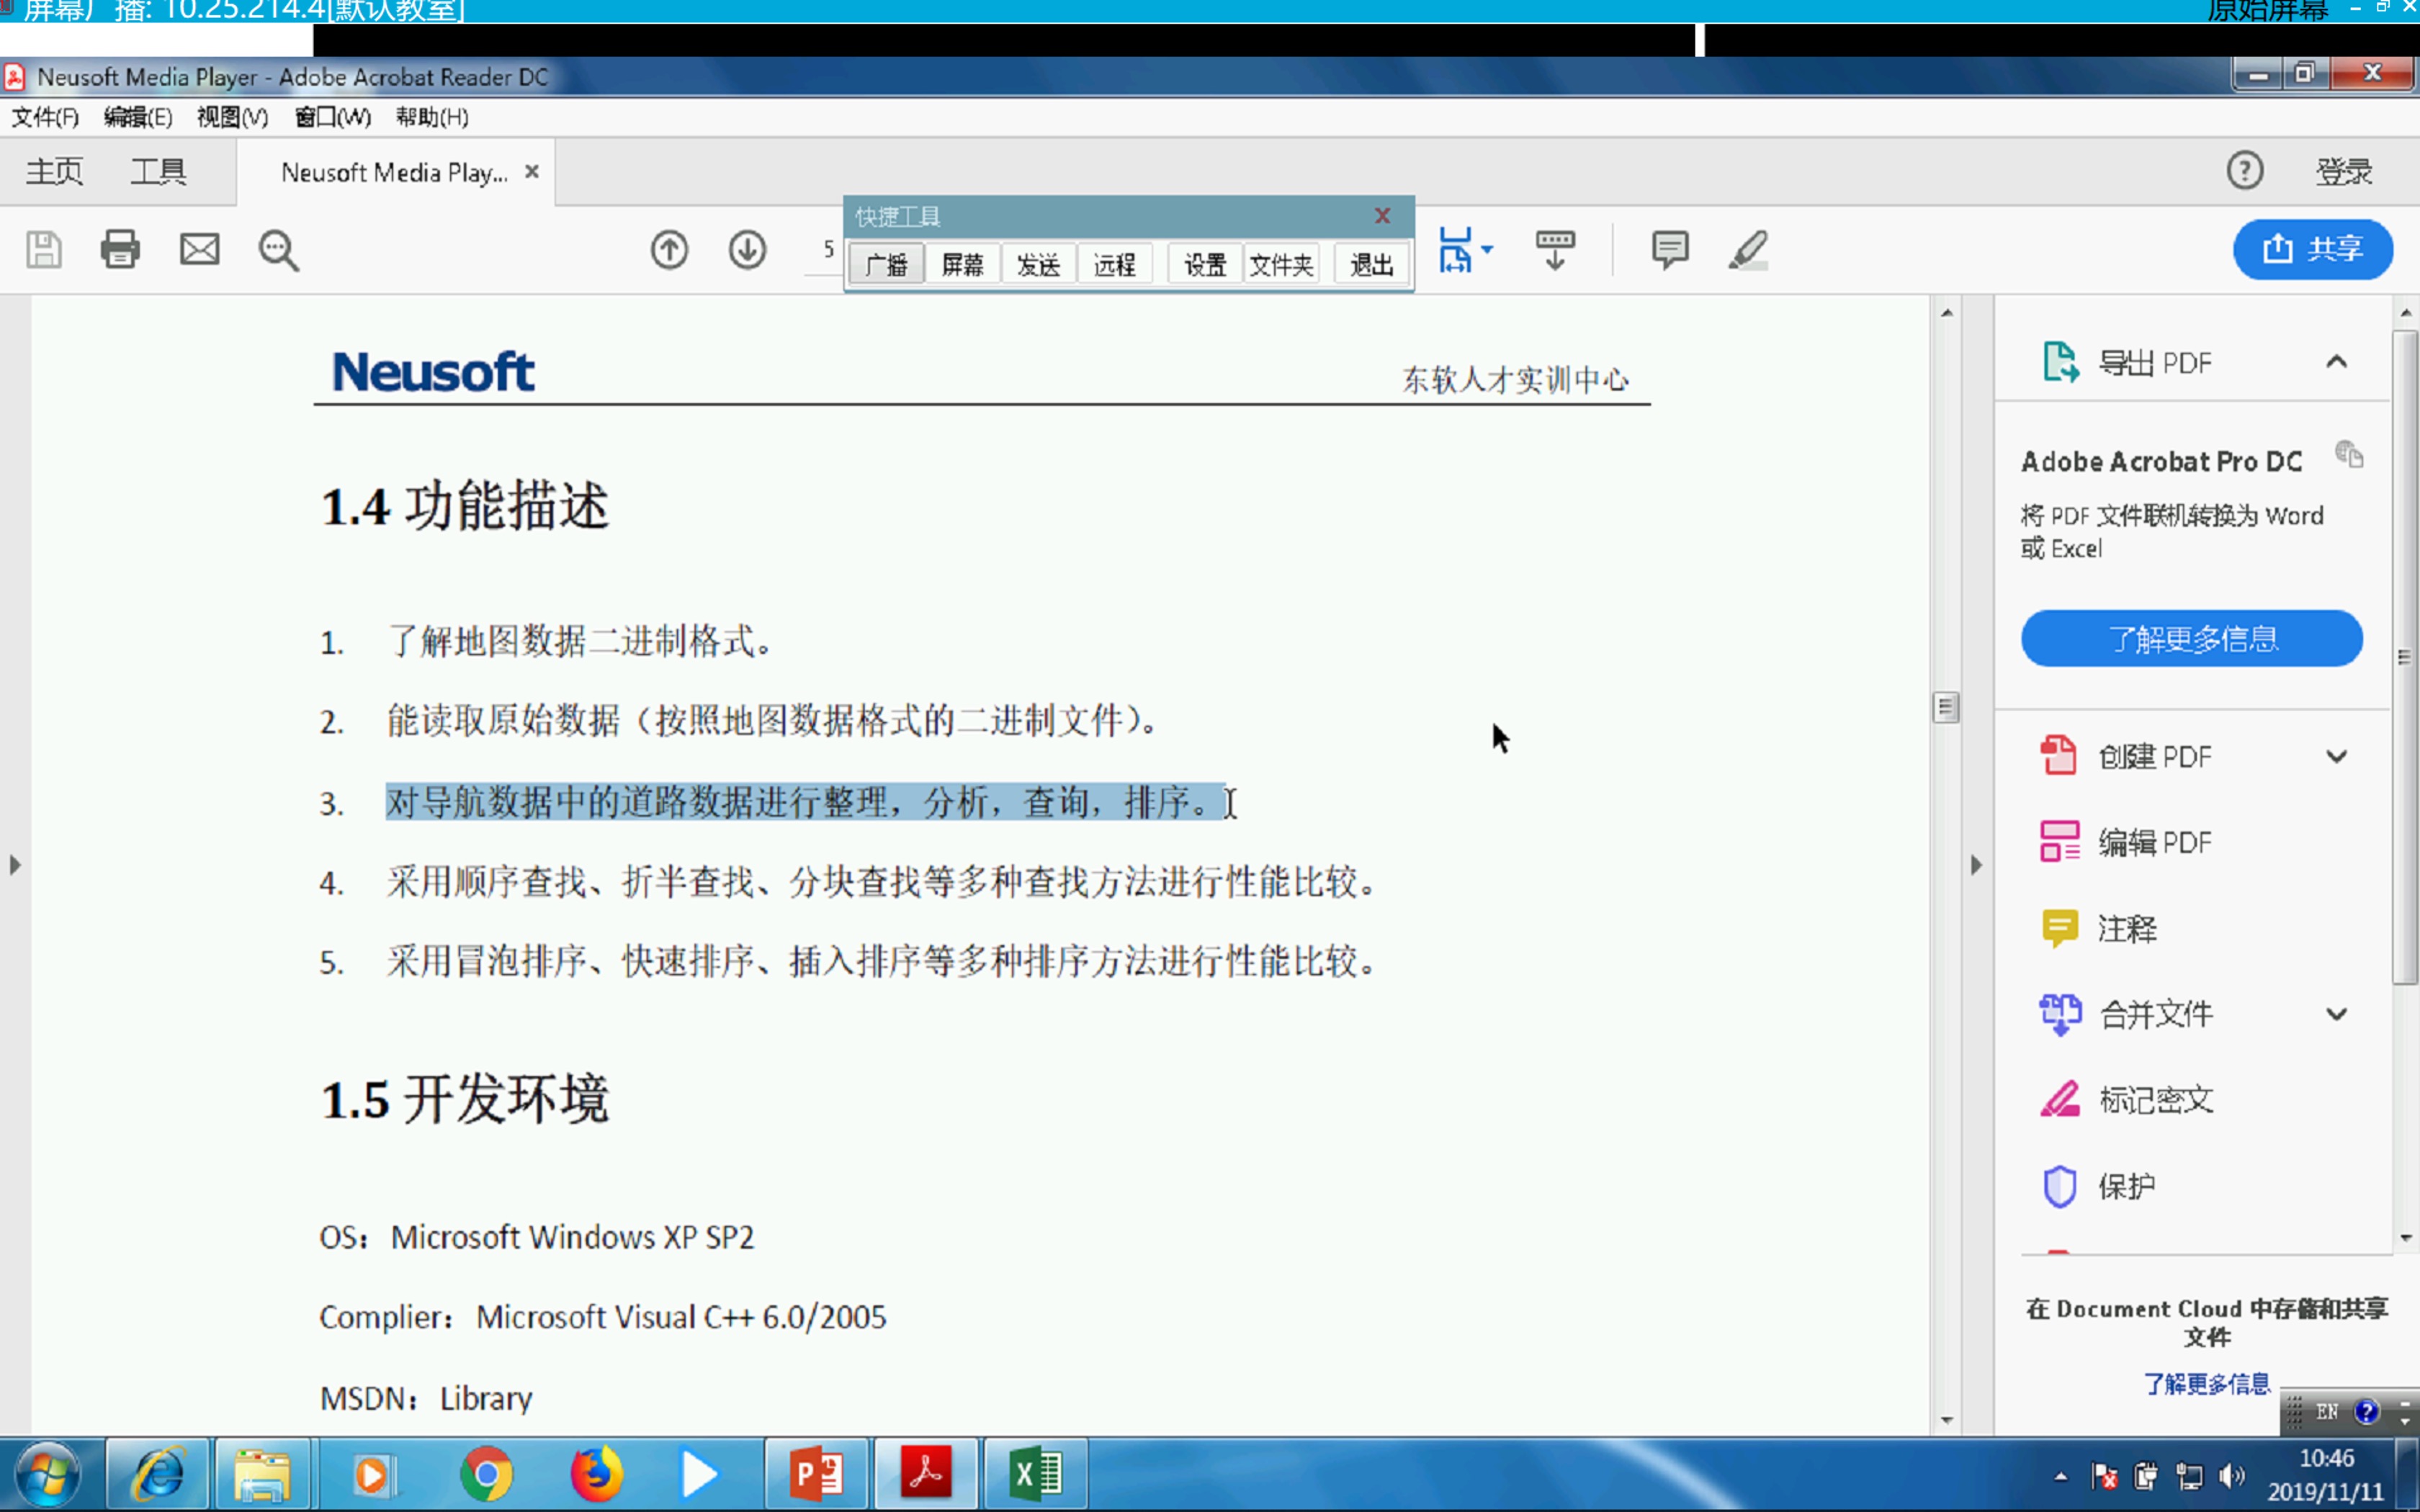 屏幕广播: 10.25.214.4[默认教室]
原始屏幕
Neusoft Media Player - Adobe Acrobat Reader DC
文件(F) 编辑(E) 视图(V) 窗口(W) 帮助(H)
主页 工具 Neusoft Media Play... × 登录
快捷工具 x
5 广播 屏幕 发送 远程 设置 文件夹 退出
共享
Neusoft 东软人才实训中心
1.4 功能描述
1. 了解地图数据二进制格式。
2. 能读取原始数据（按照地图数据格式的二进制文件）。
3. 对导航数据中的道路数据进行整理，分析，查询，排序。
4. 采用顺序查找、折半查找、分块查找等多种查找方法进行性能比较。
5. 采用冒泡排序、快速排序、插入排序等多种排序方法进行性能比较。
1.5 开发环境
OS：Microsoft Windows XP SP2
Complier：Microsoft Visual C++ 6.0/2005
MSDN：Library
导出 PDF
Adobe Acrobat Pro DC
将 PDF 文件联机转换为 Word
或 Excel
了解更多信息
创建 PDF
编辑 PDF
注释
合并文件
标记密文
保护
在 Document Cloud 中存储和共享
文件
了解更多信息
EN
10:46
2019/11/11